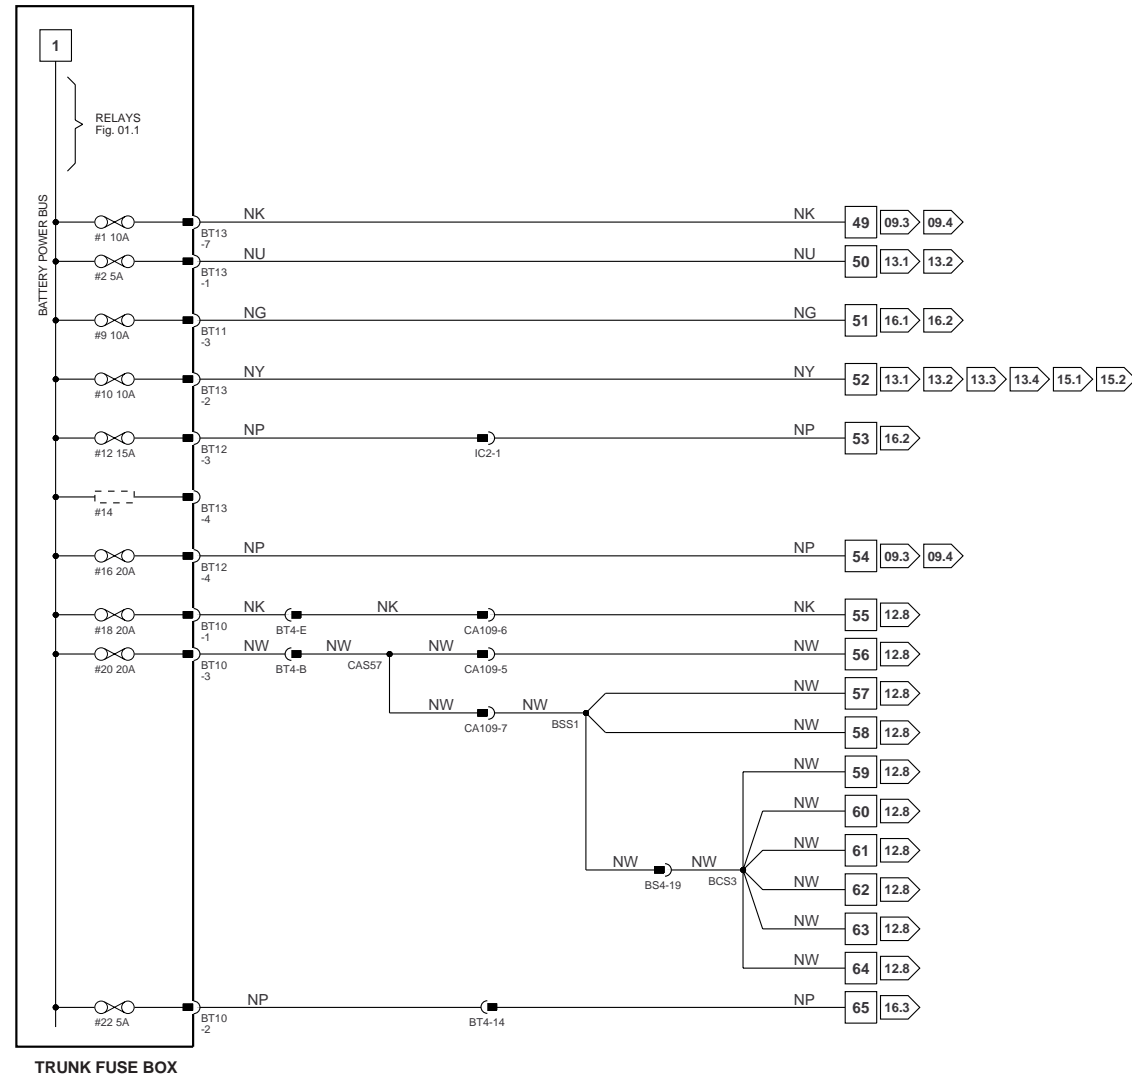 1
RELAYS
Fig. 01.1
BATTERY POWER BUS
#1 10A
BT13
-7
NK
NK
49 09.3 09.4
#2 5A
BT13
-1
NU
NU
50 13.1 13.2
#9 10A
BT11
-3
NG
NG
51 16.1 16.2
#10 10A
BT13
-2
NY
NY
52 13.1 13.2 13.3 13.4 15.1 15.2
#12 15A
BT12
-3
NP
IC2-1
NP
53 16.2
#14
BT13
-4
#16 20A
BT12
-4
NP
NP
54 09.3 09.4
#18 20A
BT10
-1
NK
BT4-E
NK
CA109-6
NK
55 12.8
#20 20A
BT10
-3
NW
BT4-B
NW
CAS57
NW
CA109-5
NW
56 12.8
NW
CA109-7
NW
BSS1
NW
57 12.8
NW
58 12.8
NW
59 12.8
NW
60 12.8
NW
61 12.8
NW
BS4-19
NW
BCS3
NW
62 12.8
NW
63 12.8
NW
64 12.8
#22 5A
BT10
-2
NP
BT4-14
NP
65 16.3
TRUNK FUSE BOX